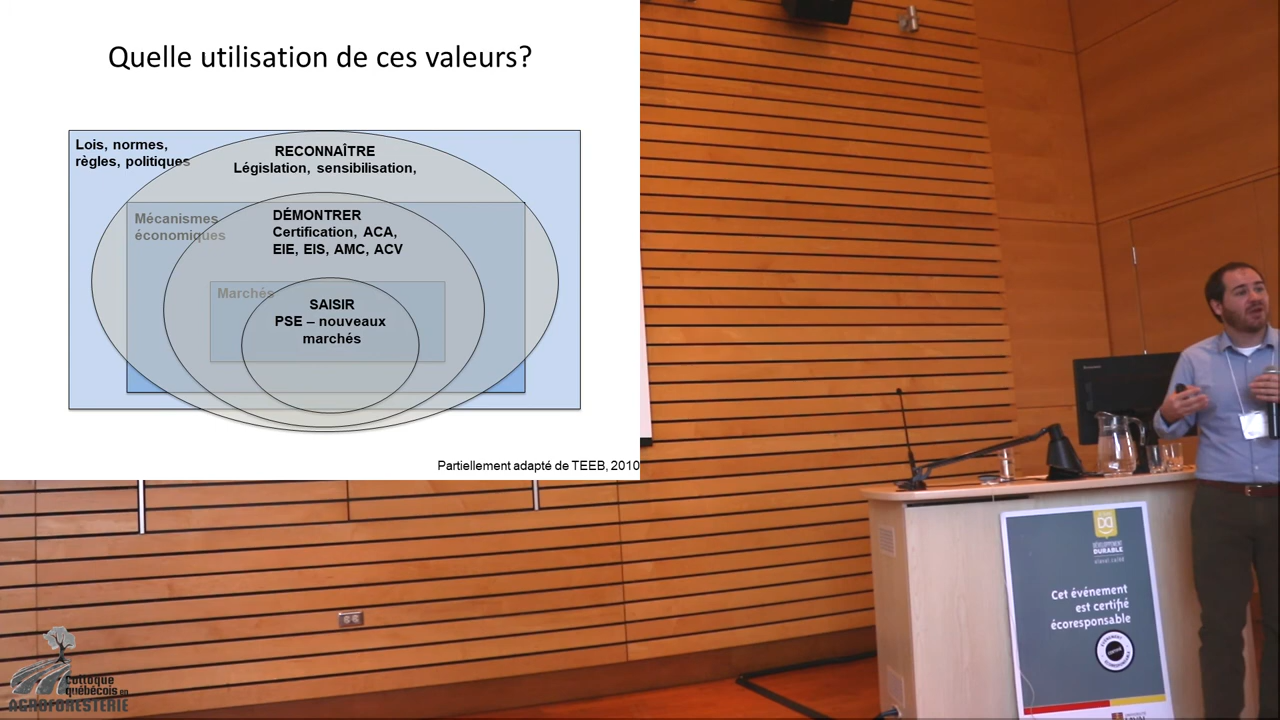 Quelle utilisation de ces valeurs?
Lois, normes,
règles, politiques
RECONNAÎTRE
Législation, sensibilisation,
Mécanismes
économiques
DÉMONTRER
Certification, ACA,
EIE, EIS, AMC, ACV
Marchés
SAISIR
PSE – nouveaux
marchés
Partiellement adapté de TEEB, 2010
DÉVELOPPEMENT
DURABLE
Cet événement
est certifié
écoresponsable
Colloque
québécois en
AGROFORESTERIE